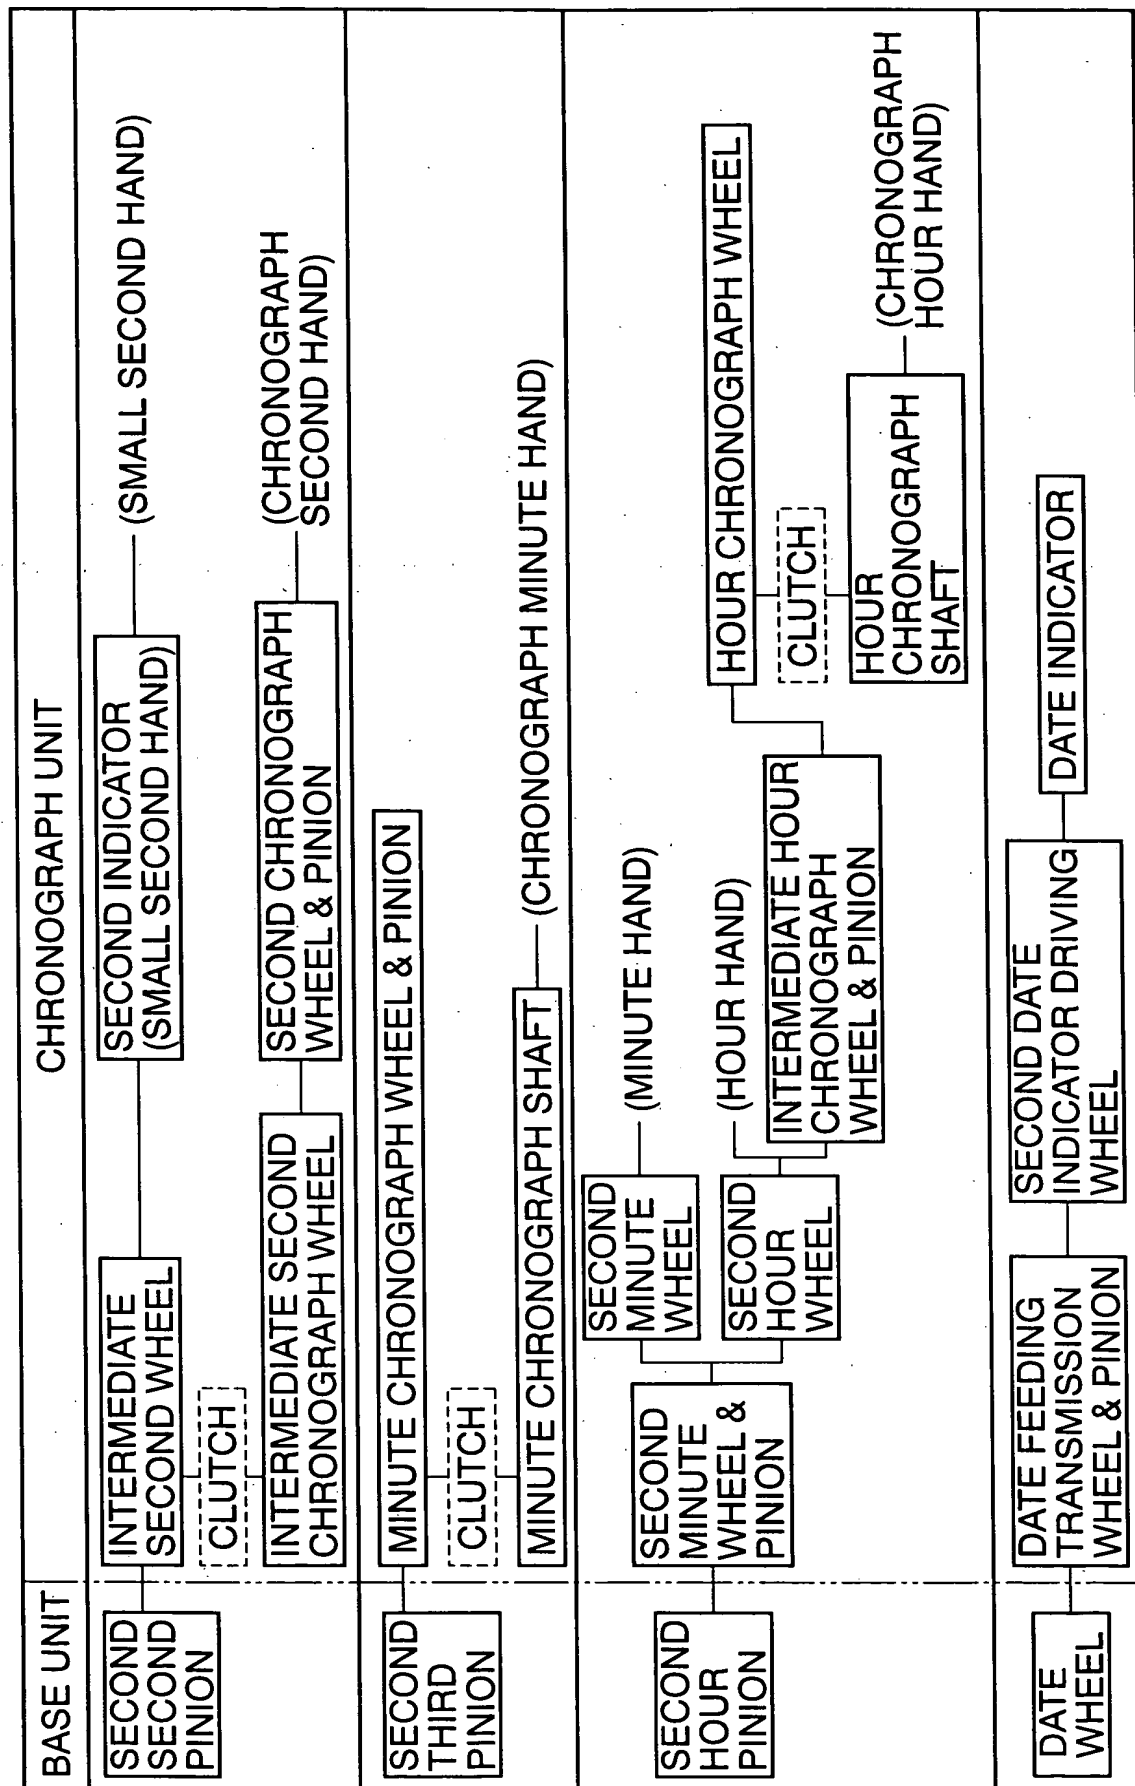 BASE UNIT
CHRONOGRAPH UNIT
SECOND
SECOND
PINION
INTERMEDIATE
SECOND WHEEL
SECOND INDICATOR
(SMALL SECOND HAND)
(SMALL SECOND HAND)
CLUTCH
INTERMEDIATE SECOND
CHRONOGRAPH WHEEL
SECOND CHRONOGRAPH
WHEEL & PINION
(CHRONOGRAPH
SECOND HAND)
SECOND
THIRD
PINION
MINUTE CHRONOGRAPH WHEEL & PINION
CLUTCH
MINUTE CHRONOGRAPH SHAFT
(CHRONOGRAPH MINUTE HAND)
SECOND
HOUR
PINION
SECOND
MINUTE
WHEEL &
PINION
SECOND
MINUTE
WHEEL
(MINUTE HAND)
SECOND
HOUR
WHEEL
(HOUR HAND)
INTERMEDIATE HOUR
CHRONOGRAPH
WHEEL & PINION
HOUR CHRONOGRAPH WHEEL
CLUTCH
HOUR
CHRONOGRAPH
SHAFT
(CHRONOGRAPH
HOUR HAND)
DATE
WHEEL
DATE FEEDING
TRANSMISSION
WHEEL & PINION
SECOND DATE
INDICATOR DRIVING
WHEEL
DATE INDICATOR